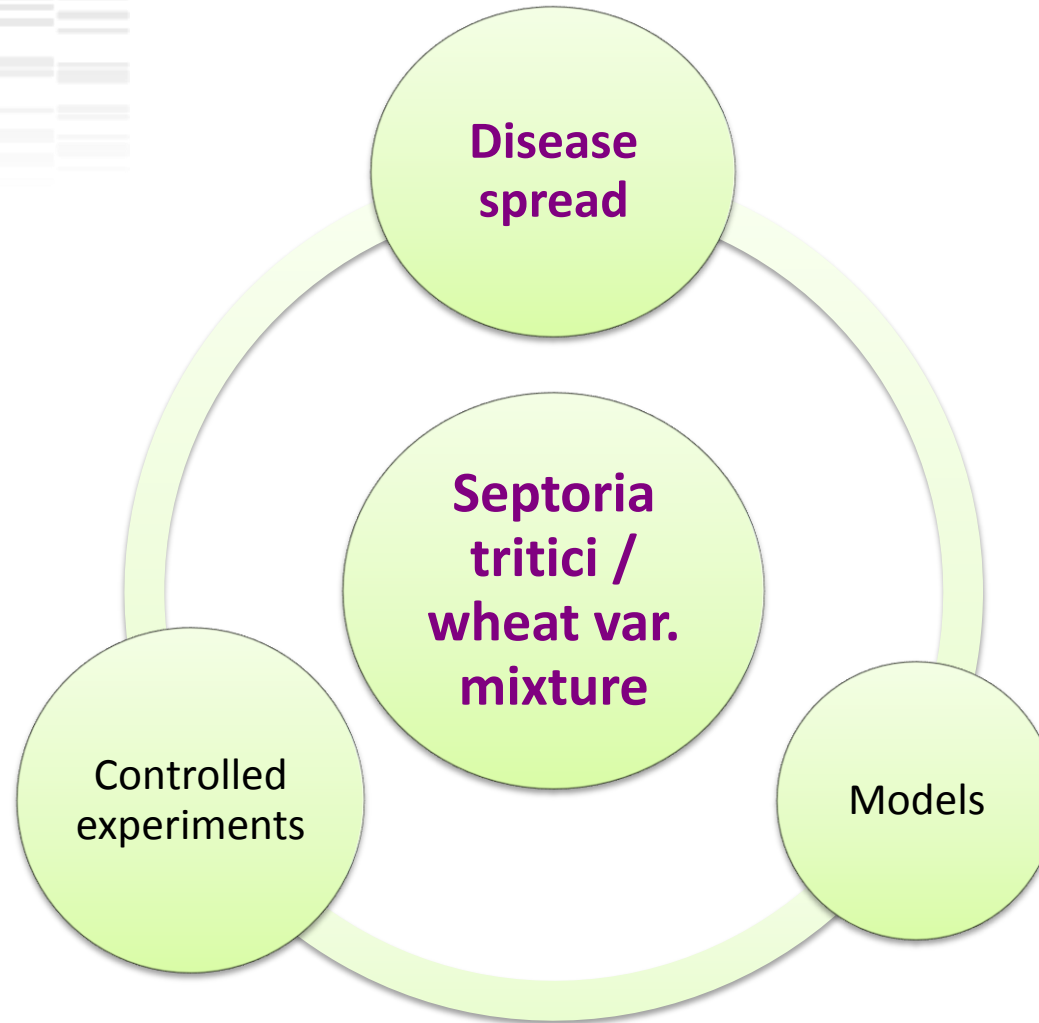 Disease
spread
Septoria
tritici /
wheat var.
mixture
Controlled
experiments
Models